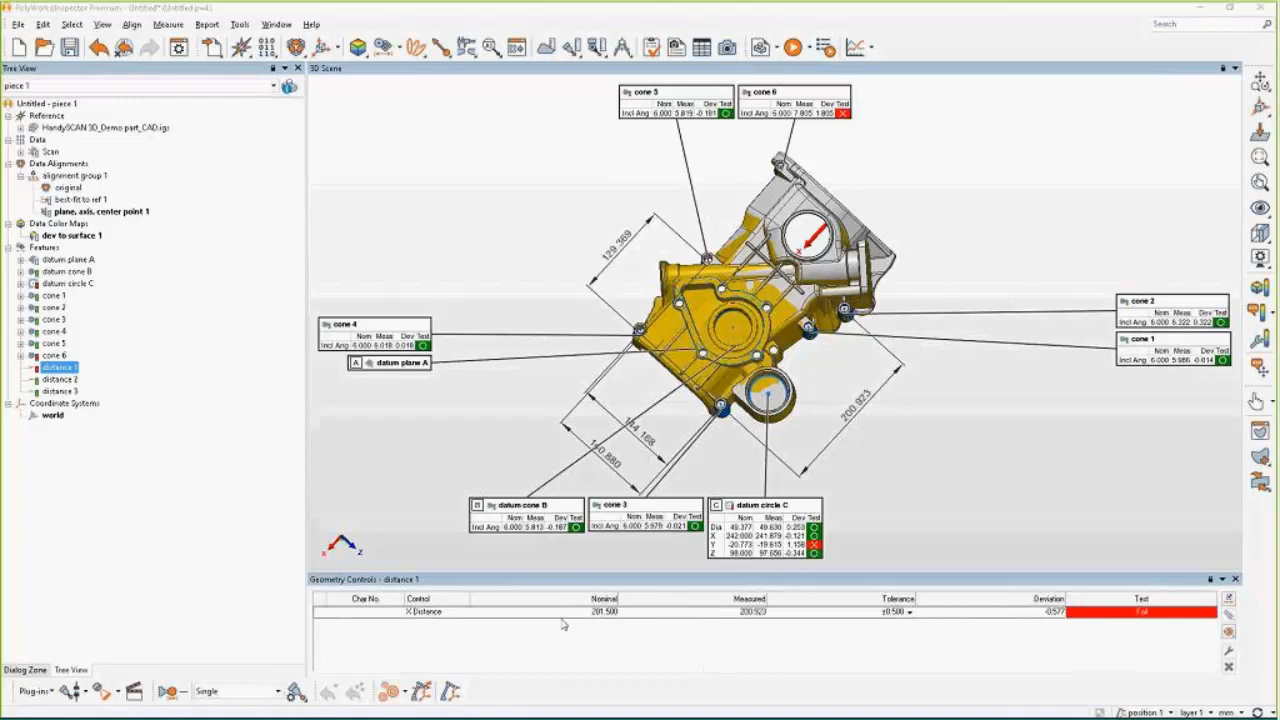 PolyWorks|Inspector Premium - Untitled* (Untitled.pwk)
File Edit Select View Align Measure Report Tools Window Help
Search
Tree View
3D Scene
piece 1
Untitled - piece 1
Reference
HandySCAN 3D_Demo part_CAD.igs
Data
Scan
Data Alignments
alignment group 1
original
best-fit to ref 1
plane, axis, center point 1
Data Color Maps
dev to surface 1
Features
datum plane A
datum cone B
datum circle C
cone 1
cone 2
cone 3
cone 4
cone 5
cone 6
distance 1
distance 2
distance 3
Coordinate Systems
world
cone 5
Nom Meas Dev Test
Incl Ang 6.000 5.819 -0.181
cone 6
Nom Meas Dev Test
Incl Ang 6.000 7.805 1.805
129.369
X
cone 2
Nom Meas Dev Test
Incl Ang 6.000 6.322 0.322
cone 4
Nom Meas Dev Test
Incl Ang 6.000 6.018 0.018
cone 1
Nom Meas Dev Test
Incl Ang 6.000 5.986 -0.014
A datum plane A
200.923
144.168
140.880
datum cone B
Nom Meas Dev Test
Incl Ang 6.000 5.813 -0.187
cone 3
Nom Meas Dev Test
Incl Ang 6.000 5.979 -0.021
C datum circle C
Nom Meas Dev Test
Dia 49.377 49.630 0.253
X 242.000 241.879 -0.121
Y -20.773 -19.615 1.158
Z 98.000 97.656 -0.344
X Z
Geometry Controls - distance 1
Char No. Control Nominal Measured Tolerance Deviation Test
X Distance 201.500 200.923 ±0.500 -0.577 Fail
Dialog Zone Tree View
Plug-ins
Single
position 1 layer 1 mm